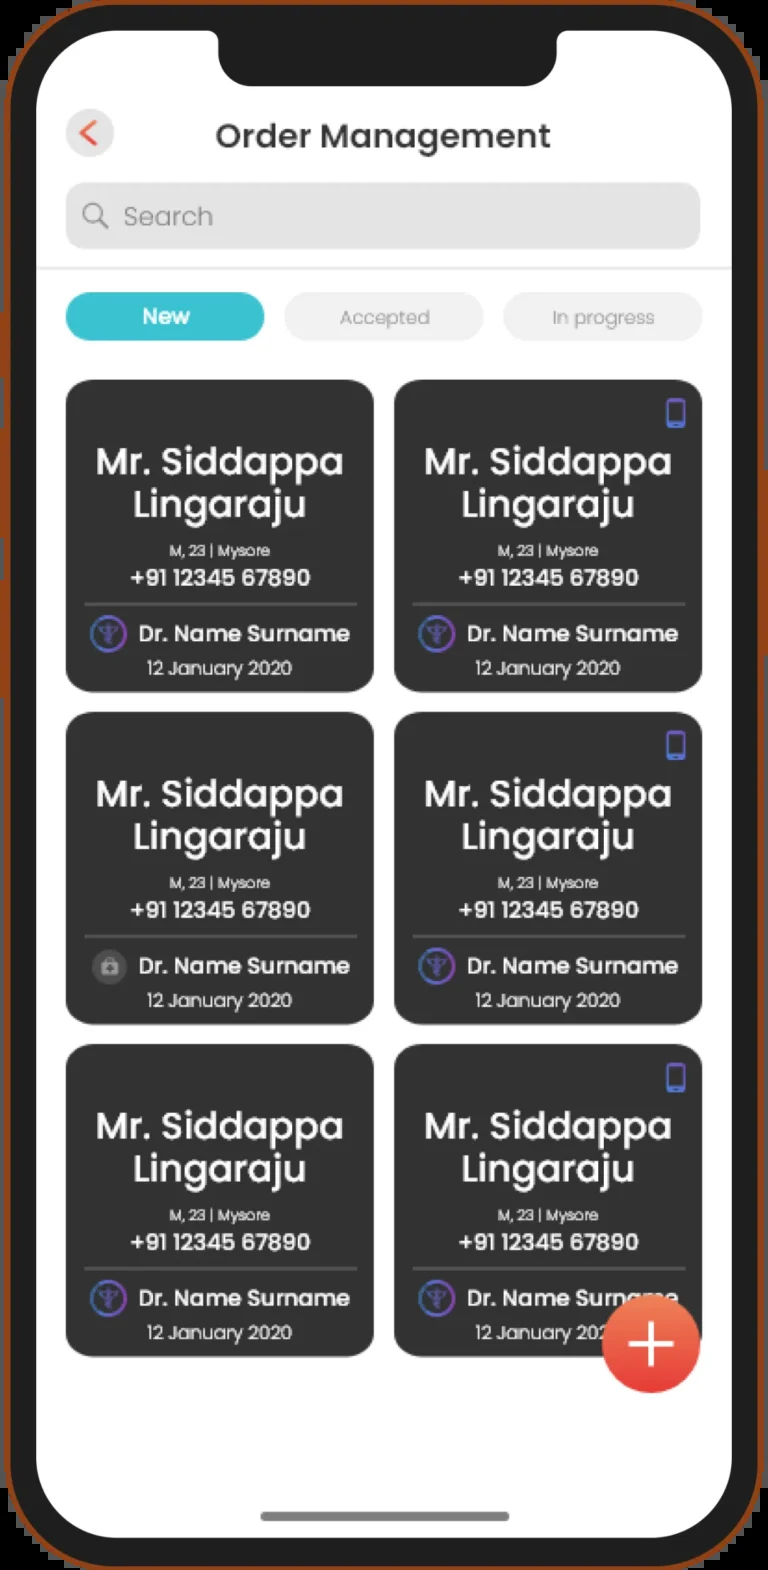 Order Management
Search
New Accepted In progress
Mr. Siddappa
Lingaraju
M, 23 | Mysore
+91 12345 67890
Dr. Name Surname
12 January 2020
Mr. Siddappa
Lingaraju
M, 23 | Mysore
+91 12345 67890
Dr. Name Surname
12 January 2020
Mr. Siddappa
Lingaraju
M, 23 | Mysore
+91 12345 67890
Dr. Name Surname
12 January 2020
Mr. Siddappa
Lingaraju
M, 23 | Mysore
+91 12345 67890
Dr. Name Surname
12 January 2020
Mr. Siddappa
Lingaraju
M, 23 | Mysore
+91 12345 67890
Dr. Name Surname
12 January 2020
Mr. Siddappa
Lingaraju
M, 23 | Mysore
+91 12345 67890
Dr. Name Surname
12 January